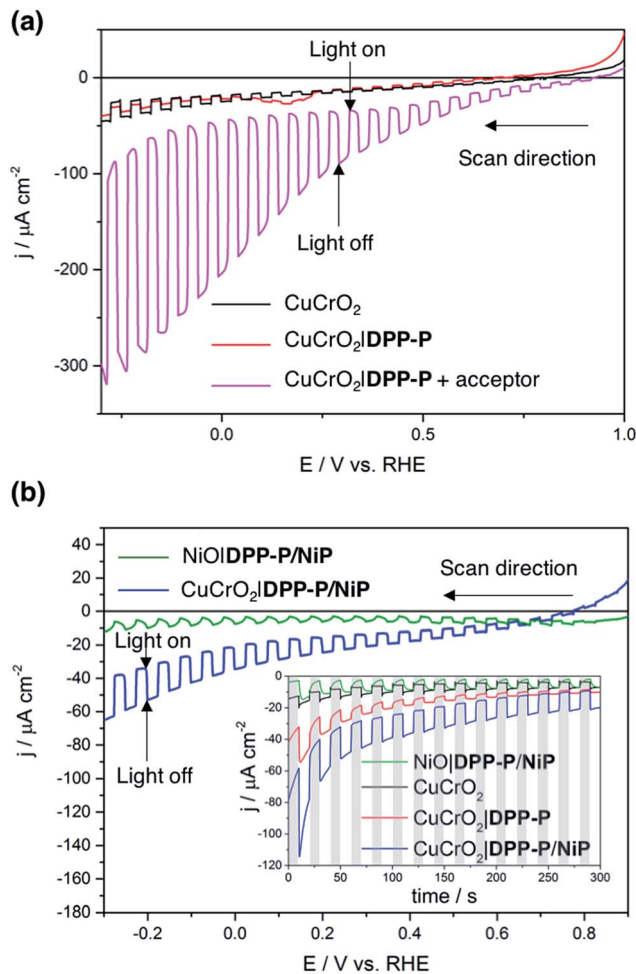 (a)
0
-100
-200
-300
j / μA cm⁻²
Light on
Scan direction
Light off
CuCrO₂
CuCrO₂|DPP-P
CuCrO₂|DPP-P + acceptor
0.0 0.5 1.0
E / V vs. RHE
(b)
40
20
0
-20
-40
-60
-80
-100
-120
-140
-160
-180
j / μA cm⁻²
NiO|DPP-P/NiP
CuCrO₂|DPP-P/NiP
Scan direction
Light on
Light off
0
-20
-40
-60
-80
-100
-120
j / μA cm⁻²
NiO|DPP-P/NiP
CuCrO₂
CuCrO₂|DPP-P
CuCrO₂|DPP-P/NiP
0 50 100 150 200 250 300
time / s
-0.2 0.0 0.2 0.4 0.6 0.8
E / V vs. RHE